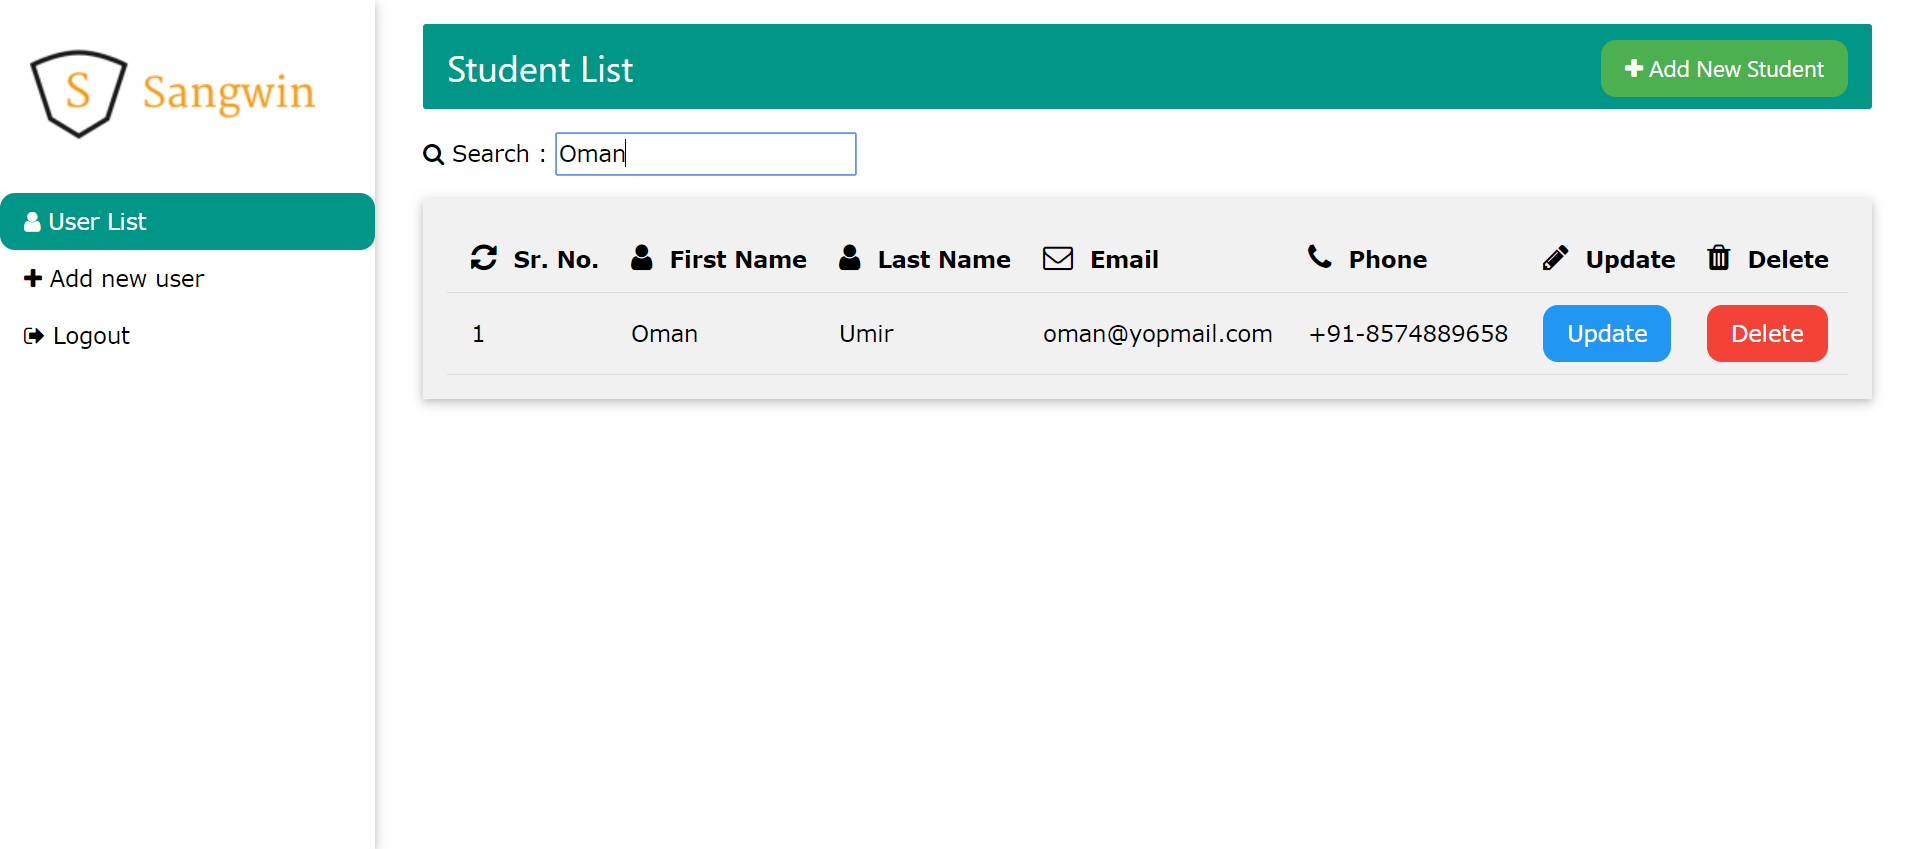 S Sangwin
User List
Add new user
Logout
Student List
Add New Student
Search : Oman
Sr. No. First Name Last Name Email Phone Update Delete
1 Oman Umir oman@yopmail.com +91-8574889658 Update Delete